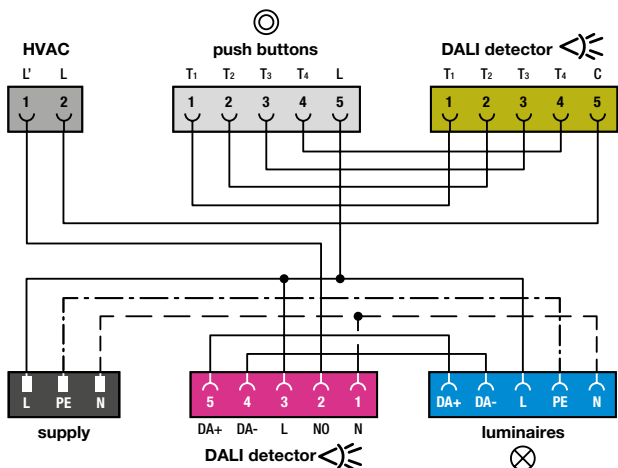 HVAC
push buttons
DALI detector
L' L
T1 T2 T3 T4 L
T1 T2 T3 T4 C
1 2
1 2 3 4 5
1 2 3 4 5
L PE N
5 4 3 2 1
DA+ DA- L PE N
supply
DA+ DA- L NO N
luminaires
DALI detector